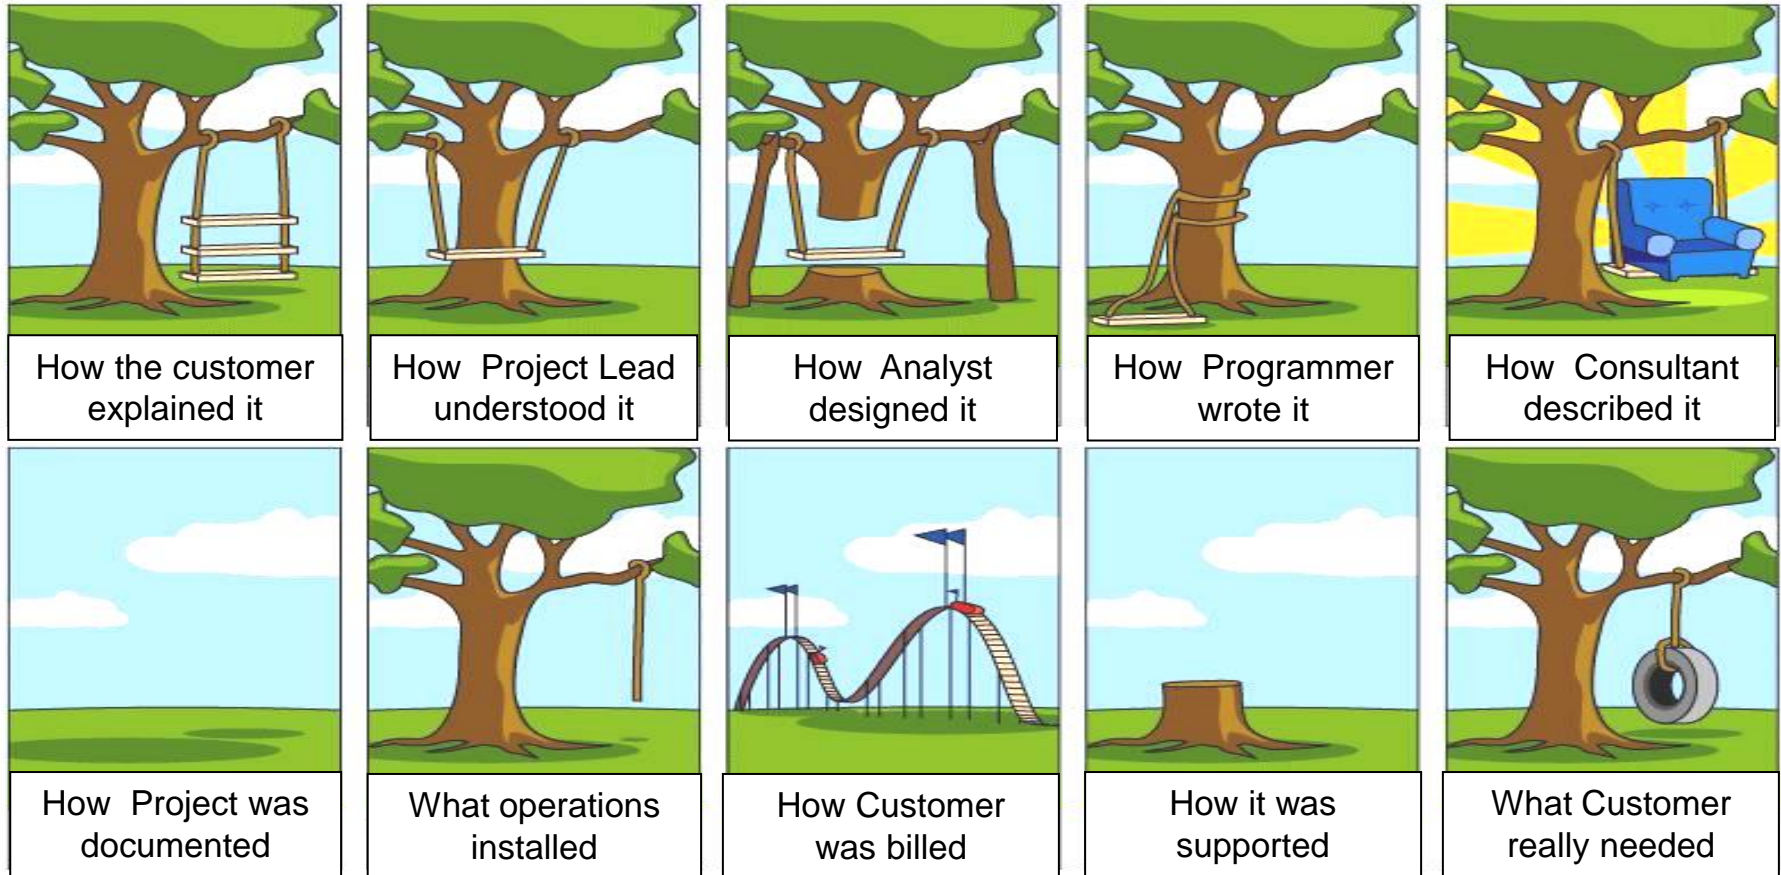 How the customer
explained it
How Project Lead
understood it
How Analyst
designed it
How Programmer
wrote it
How Consultant
described it
How Project was
documented
What operations
installed
How Customer
was billed
How it was
supported
What Customer
really needed